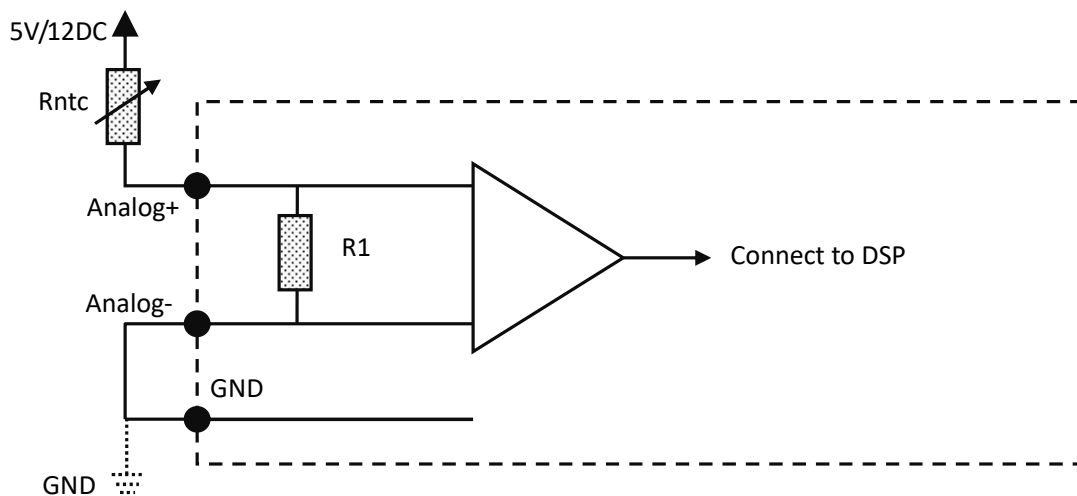 5V/12DC
Rntc
Analog+
R1
Connect to DSP
Analog-
GND
GND